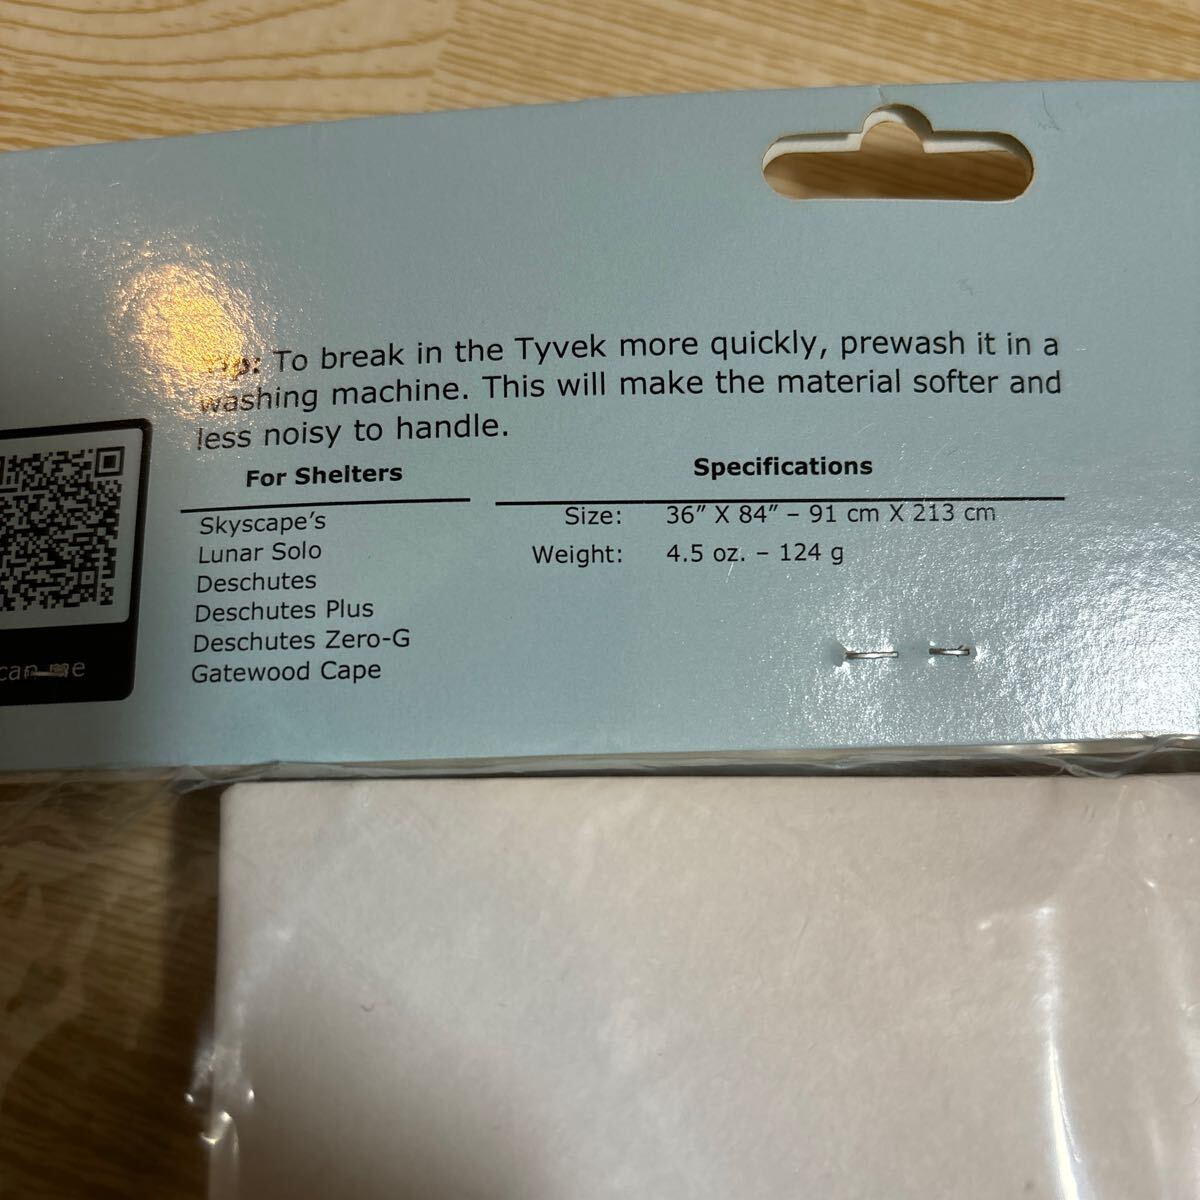 Tip: To break in the Tyvek more quickly, prewash it in a
washing machine. This will make the material softer and
less noisy to handle.
For Shelters
Skyscape’s
Lunar Solo
Deschutes
Deschutes Plus
Deschutes Zero-G
Gatewood Cape
Specifications
Size: 36” X 84” – 91 cm X 213 cm
Weight: 4.5 oz. – 124 g